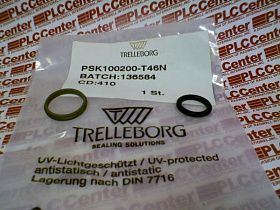 TRELLEBORG
PSK100200-T46N
BATCH:136584
CD:410
1 St.
TRELLEBORG
SEALING SOLUTIONS
UV-Lichtgeschützt / UV-protected
antistatisch / antistatic
Lagerung nach DIN 7716
PLCCenter